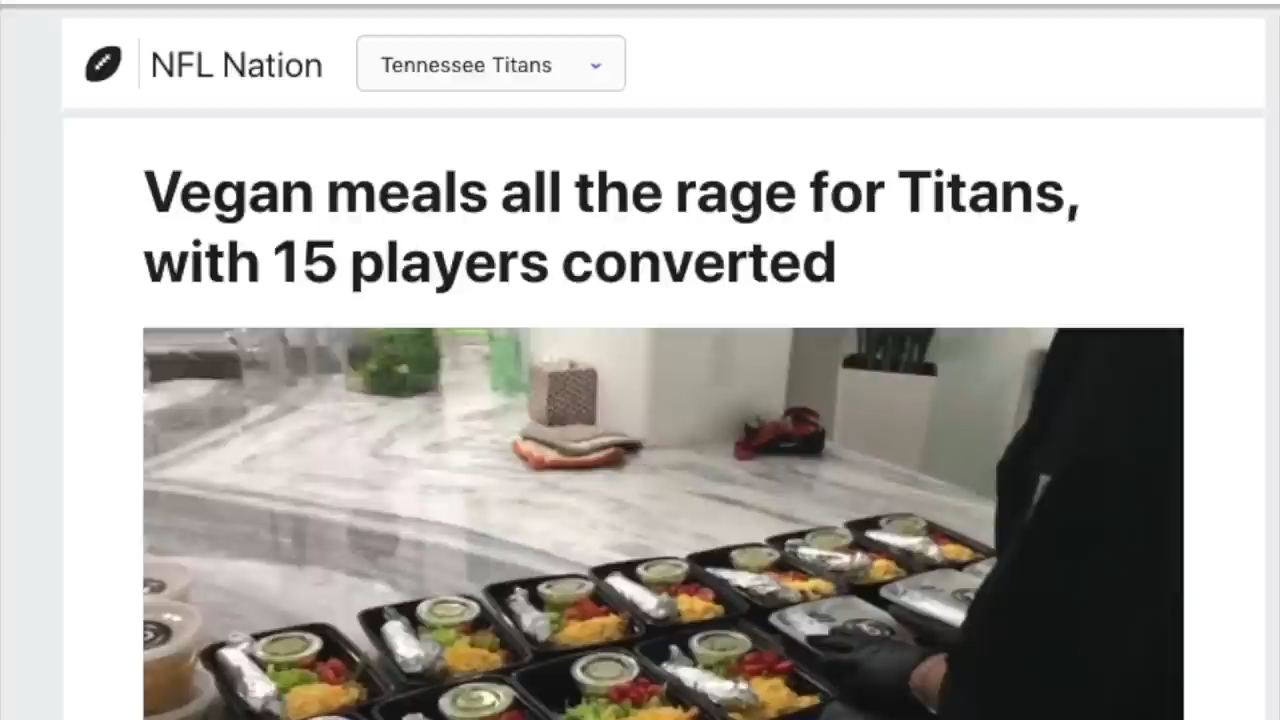 NFL Nation
Tennessee Titans
Vegan meals all the rage for Titans,
with 15 players converted